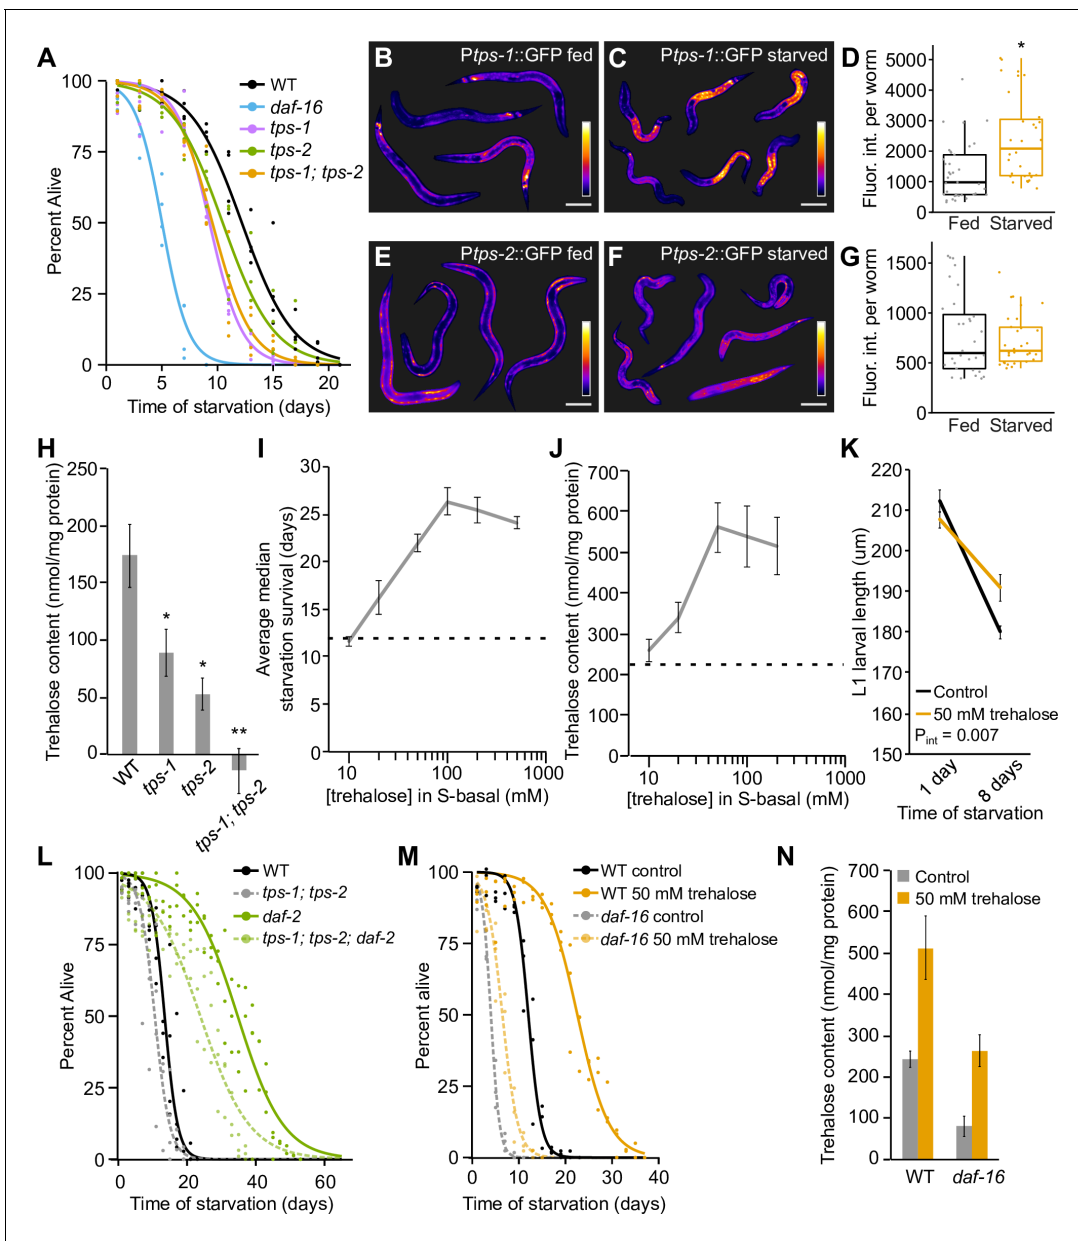 A
Percent Alive
100
75
50
25
0
0
5
10
15
20
Time of starvation (days)
WT
daf-16
tps-1
tps-2
tps-1; tps-2
B
Ptps-1::GFP fed
C
Ptps-1::GFP starved
D
Fluor. int. per worm
5000
4000
3000
2000
1000
0
*
Fed
Starved
E
Ptps-2::GFP fed
F
Ptps-2::GFP starved
G
Fluor. int. per worm
1500
1000
500
0
Fed
Starved
H
Trehalose content (nmol/mg protein)
250
200
150
100
50
0
*
*
**
WT
tps-1
tps-2
tps-1; tps-2
I
Average median
starvation survival (days)
30
25
20
15
10
5
0
10
100
1000
[trehalose] in S-basal (mM)
J
Trehalose content (nmol/mg protein)
700
600
500
400
300
200
100
0
10
100
1000
[trehalose] in S-basal (mM)
K
L1 larval length (um)
220
210
200
190
180
170
160
150
Control
50 mM trehalose
Pint = 0.007
1 day
8 days
Time of starvation
L
Percent Alive
100
75
50
25
0
0
20
40
60
Time of starvation (days)
WT
tps-1; tps-2
daf-2
tps-1; tps-2; daf-2
M
Percent alive
100
75
50
25
0
0
10
20
30
40
Time of starvation (days)
WT control
WT 50 mM trehalose
daf-16 control
daf-16 50 mM trehalose
N
Trehalose content (nmol/mg protein)
700
600
500
400
300
200
100
0
Control
50 mM trehalose
WT
daf-16